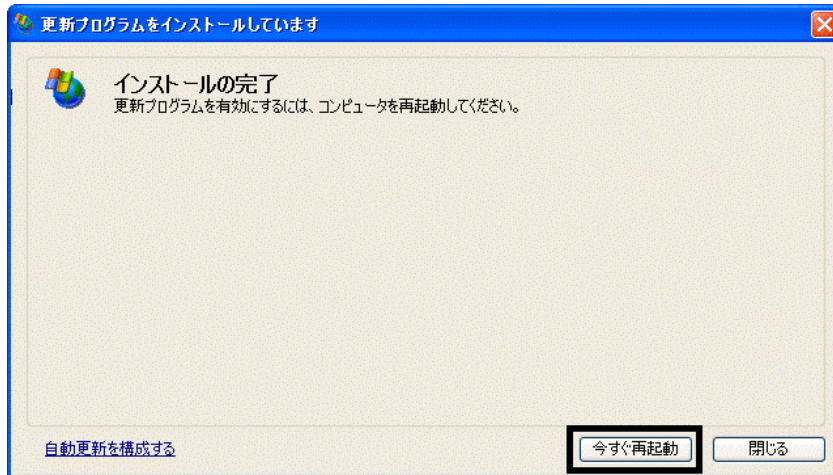 更新プログラムをインストールしています
インストールの完了
更新プログラムを有効にするには、コンピュータを再起動してください。
自動更新を構成する
今すぐ再起動
閉じる